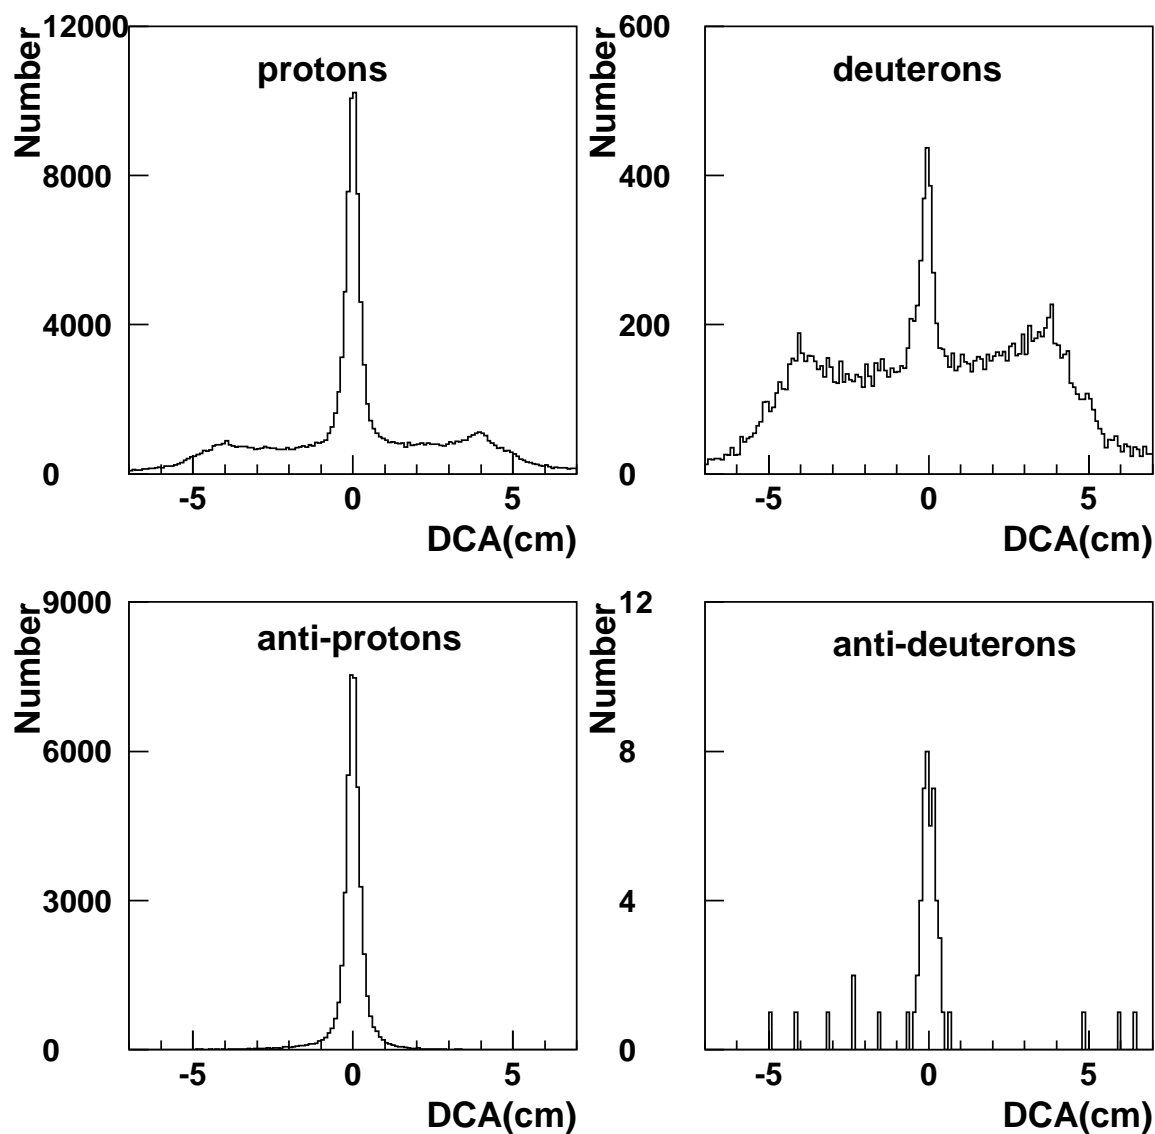 Number
12000
8000
4000
0
protons
-5 0 5
DCA(cm)
Number
600
400
200
0
deuterons
-5 0 5
DCA(cm)
Number
9000
6000
3000
0
anti-protons
-5 0 5
DCA(cm)
Number
12
8
4
0
anti-deuterons
-5 0 5
DCA(cm)